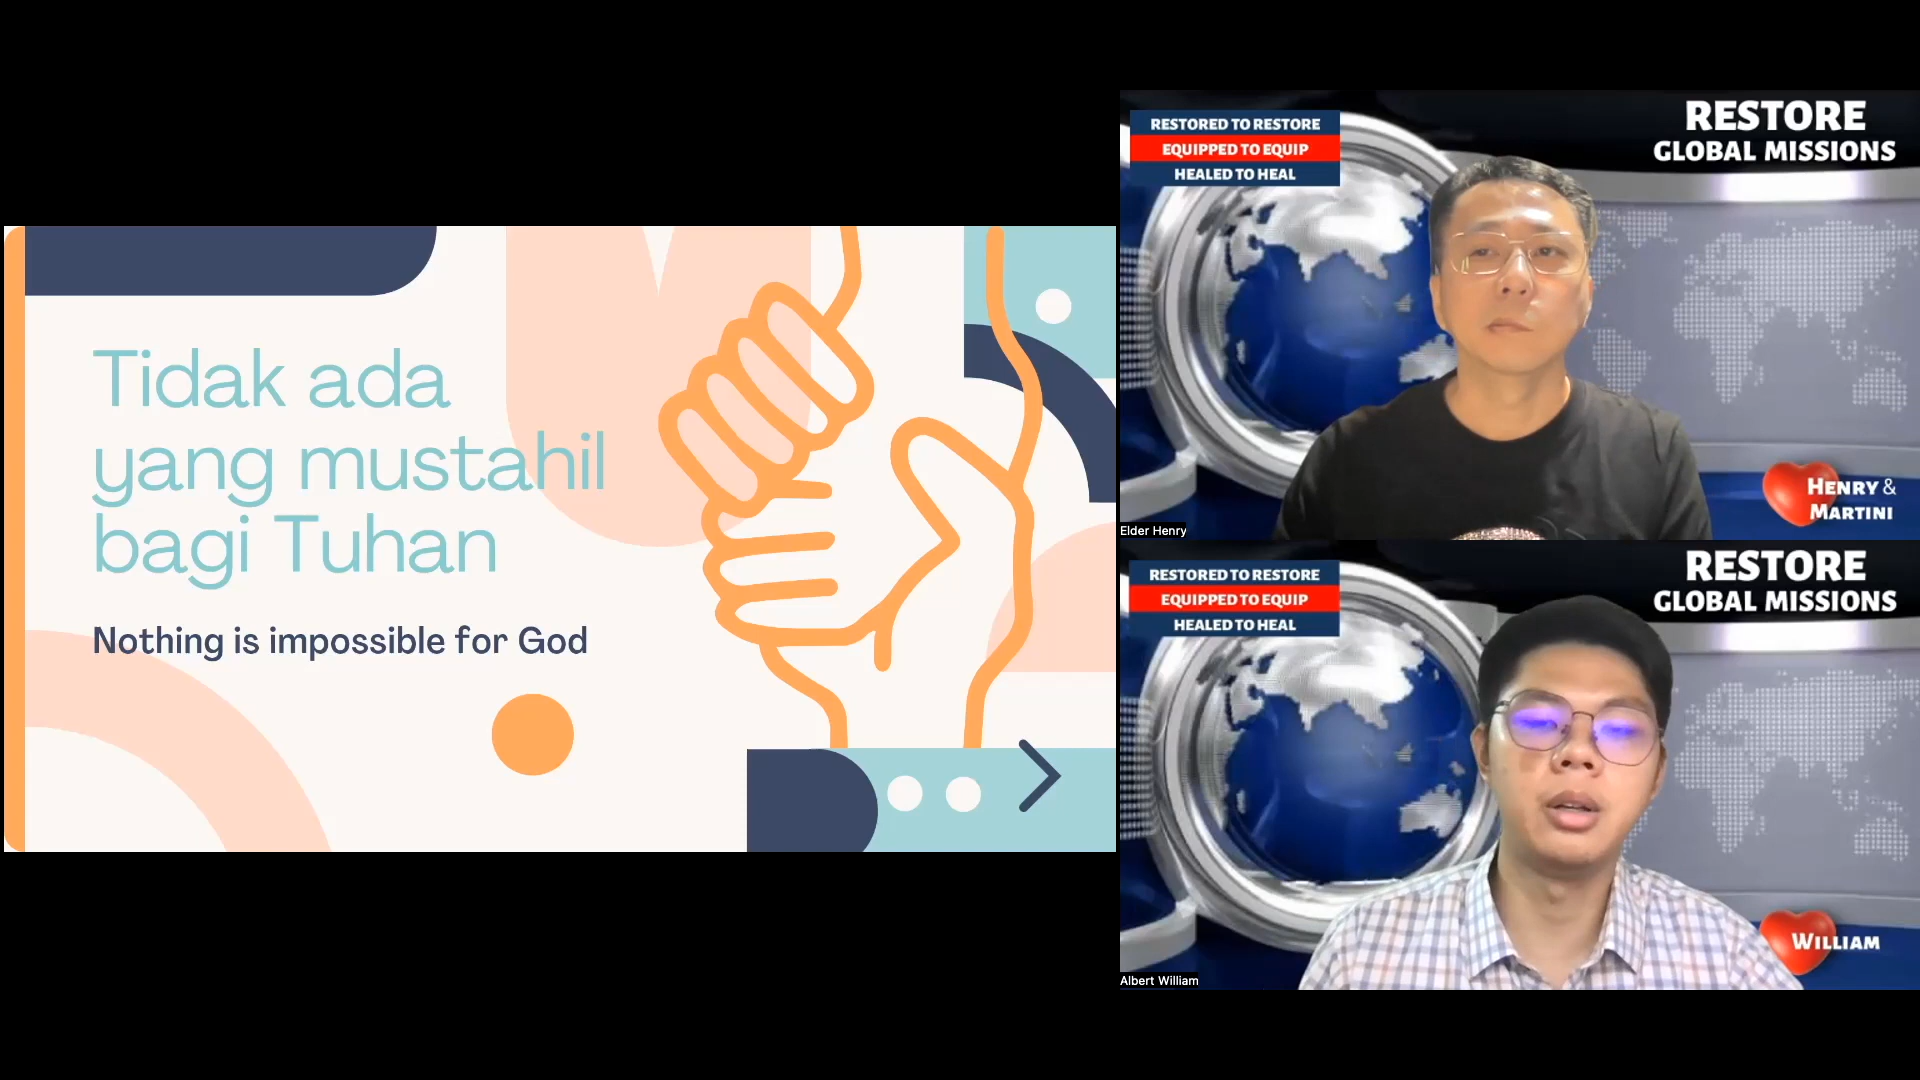 Tidak ada
yang mustahil
bagi Tuhan
Nothing is impossible for God
RESTORED TO RESTORE
EQUIPPED TO EQUIP
HEALED TO HEAL
RESTORE
GLOBAL MISSIONS
HENRY &
MARTINI
Elder Henry
RESTORED TO RESTORE
EQUIPPED TO EQUIP
HEALED TO HEAL
RESTORE
GLOBAL MISSIONS
WILLIAM
Albert William